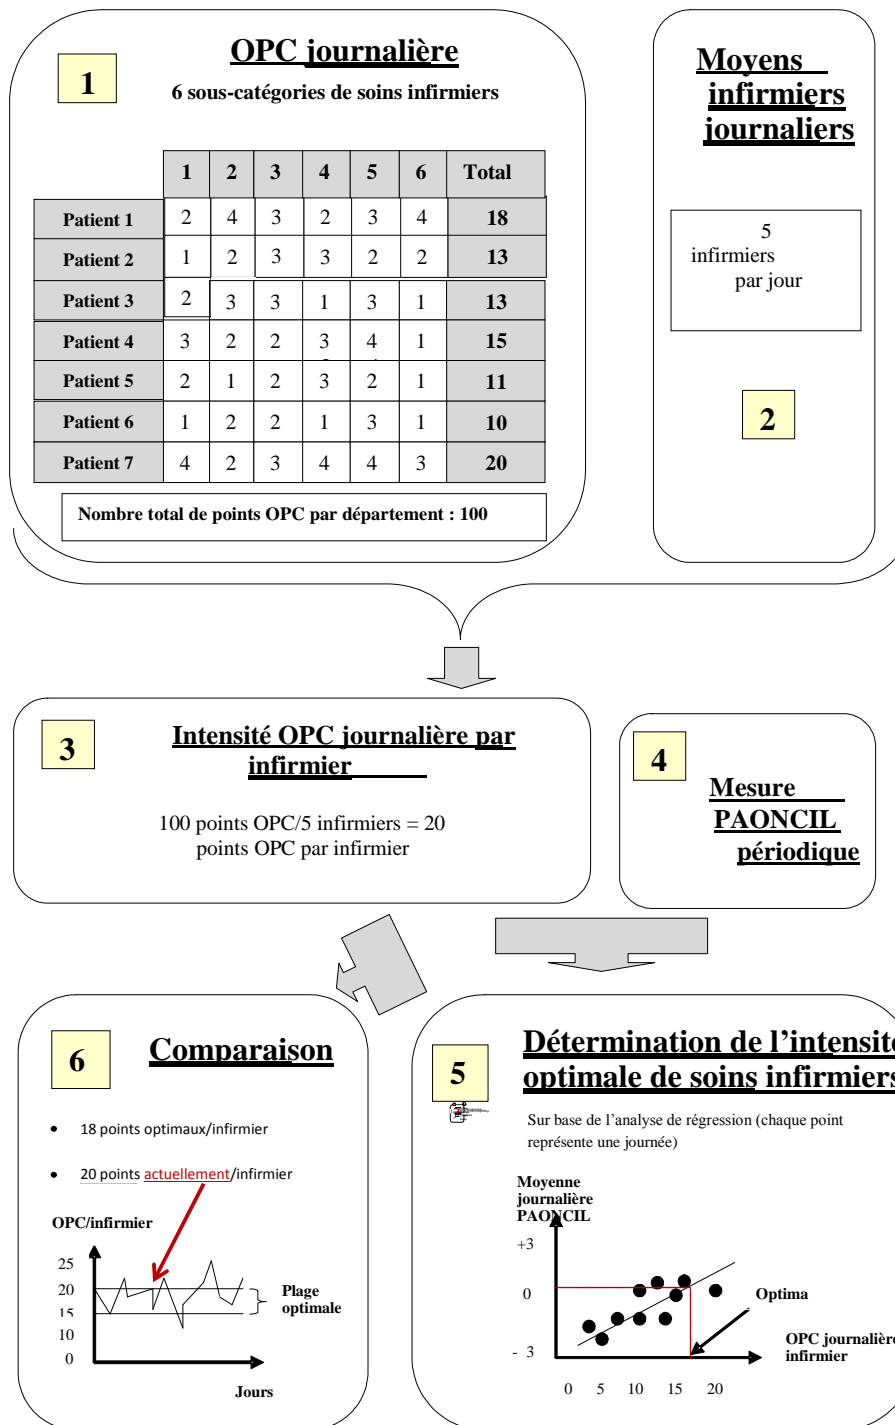 1
OPC journalière
6 sous-catégories de soins infirmiers
1 2 3 4 5 6 Total
Patient 1 2 4 3 2 3 4 18
Patient 2 1 2 3 3 2 2 13
Patient 3 2 3 3 1 3 1 13
Patient 4 3 2 2 3 4 1 15
Patient 5 2 1 2 3 2 1 11
Patient 6 1 2 2 1 3 1 10
Patient 7 4 2 3 4 4 3 20
Nombre total de points OPC par département : 100
Moyens
infirmiers
journaliers
5
infirmiers
par jour
2
3
Intensité OPC journalière par
infirmier
100 points OPC/5 infirmiers = 20
points OPC par infirmier
4
Mesure
PAONCIL
périodique
6
Comparaison
• 18 points optimaux/infirmier
• 20 points actuellement/infirmier
OPC/infirmier
25
20
15
10
0
Plage
optimale
Jours
5
Détermination de l’intensité
optimale de soins infirmiers
Sur base de l’analyse de régression (chaque point
représente une journée)
Moyenne
journalière
PAONCIL
+3
0
- 3
Optima
OPC journalière
infirmier
0 5 10 15 20